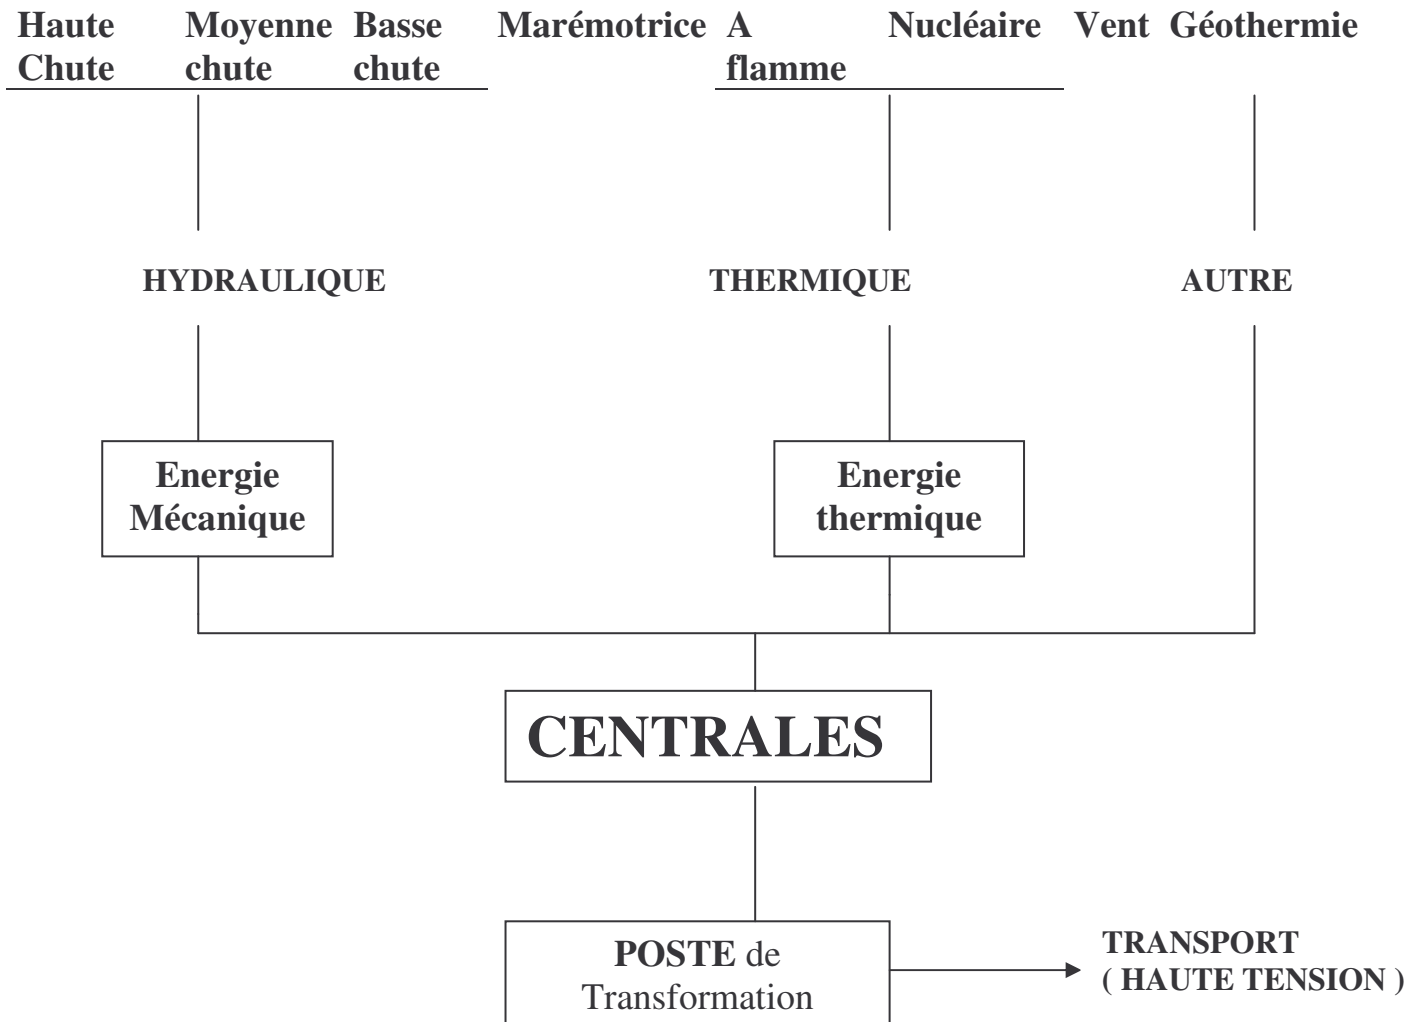 Haute Moyenne Basse Marémotrice A Nucléaire Vent Géothermie
Chute chute chute flamme
HYDRAULIQUE THERMIQUE AUTRE
Energie Energie
Mécanique thermique
CENTRALES
POSTE de
Transformation
TRANSPORT
( HAUTE TENSION )